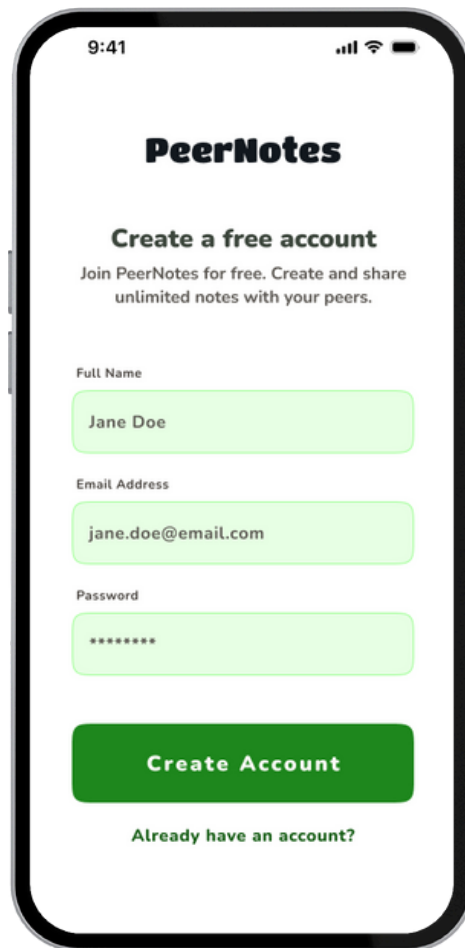 9:41
PeerNotes
Create a free account
Join PeerNotes for free. Create and share
unlimited notes with your peers.
Full Name
Jane Doe
Email Address
jane.doe@email.com
Password
********
Create Account
Already have an account?